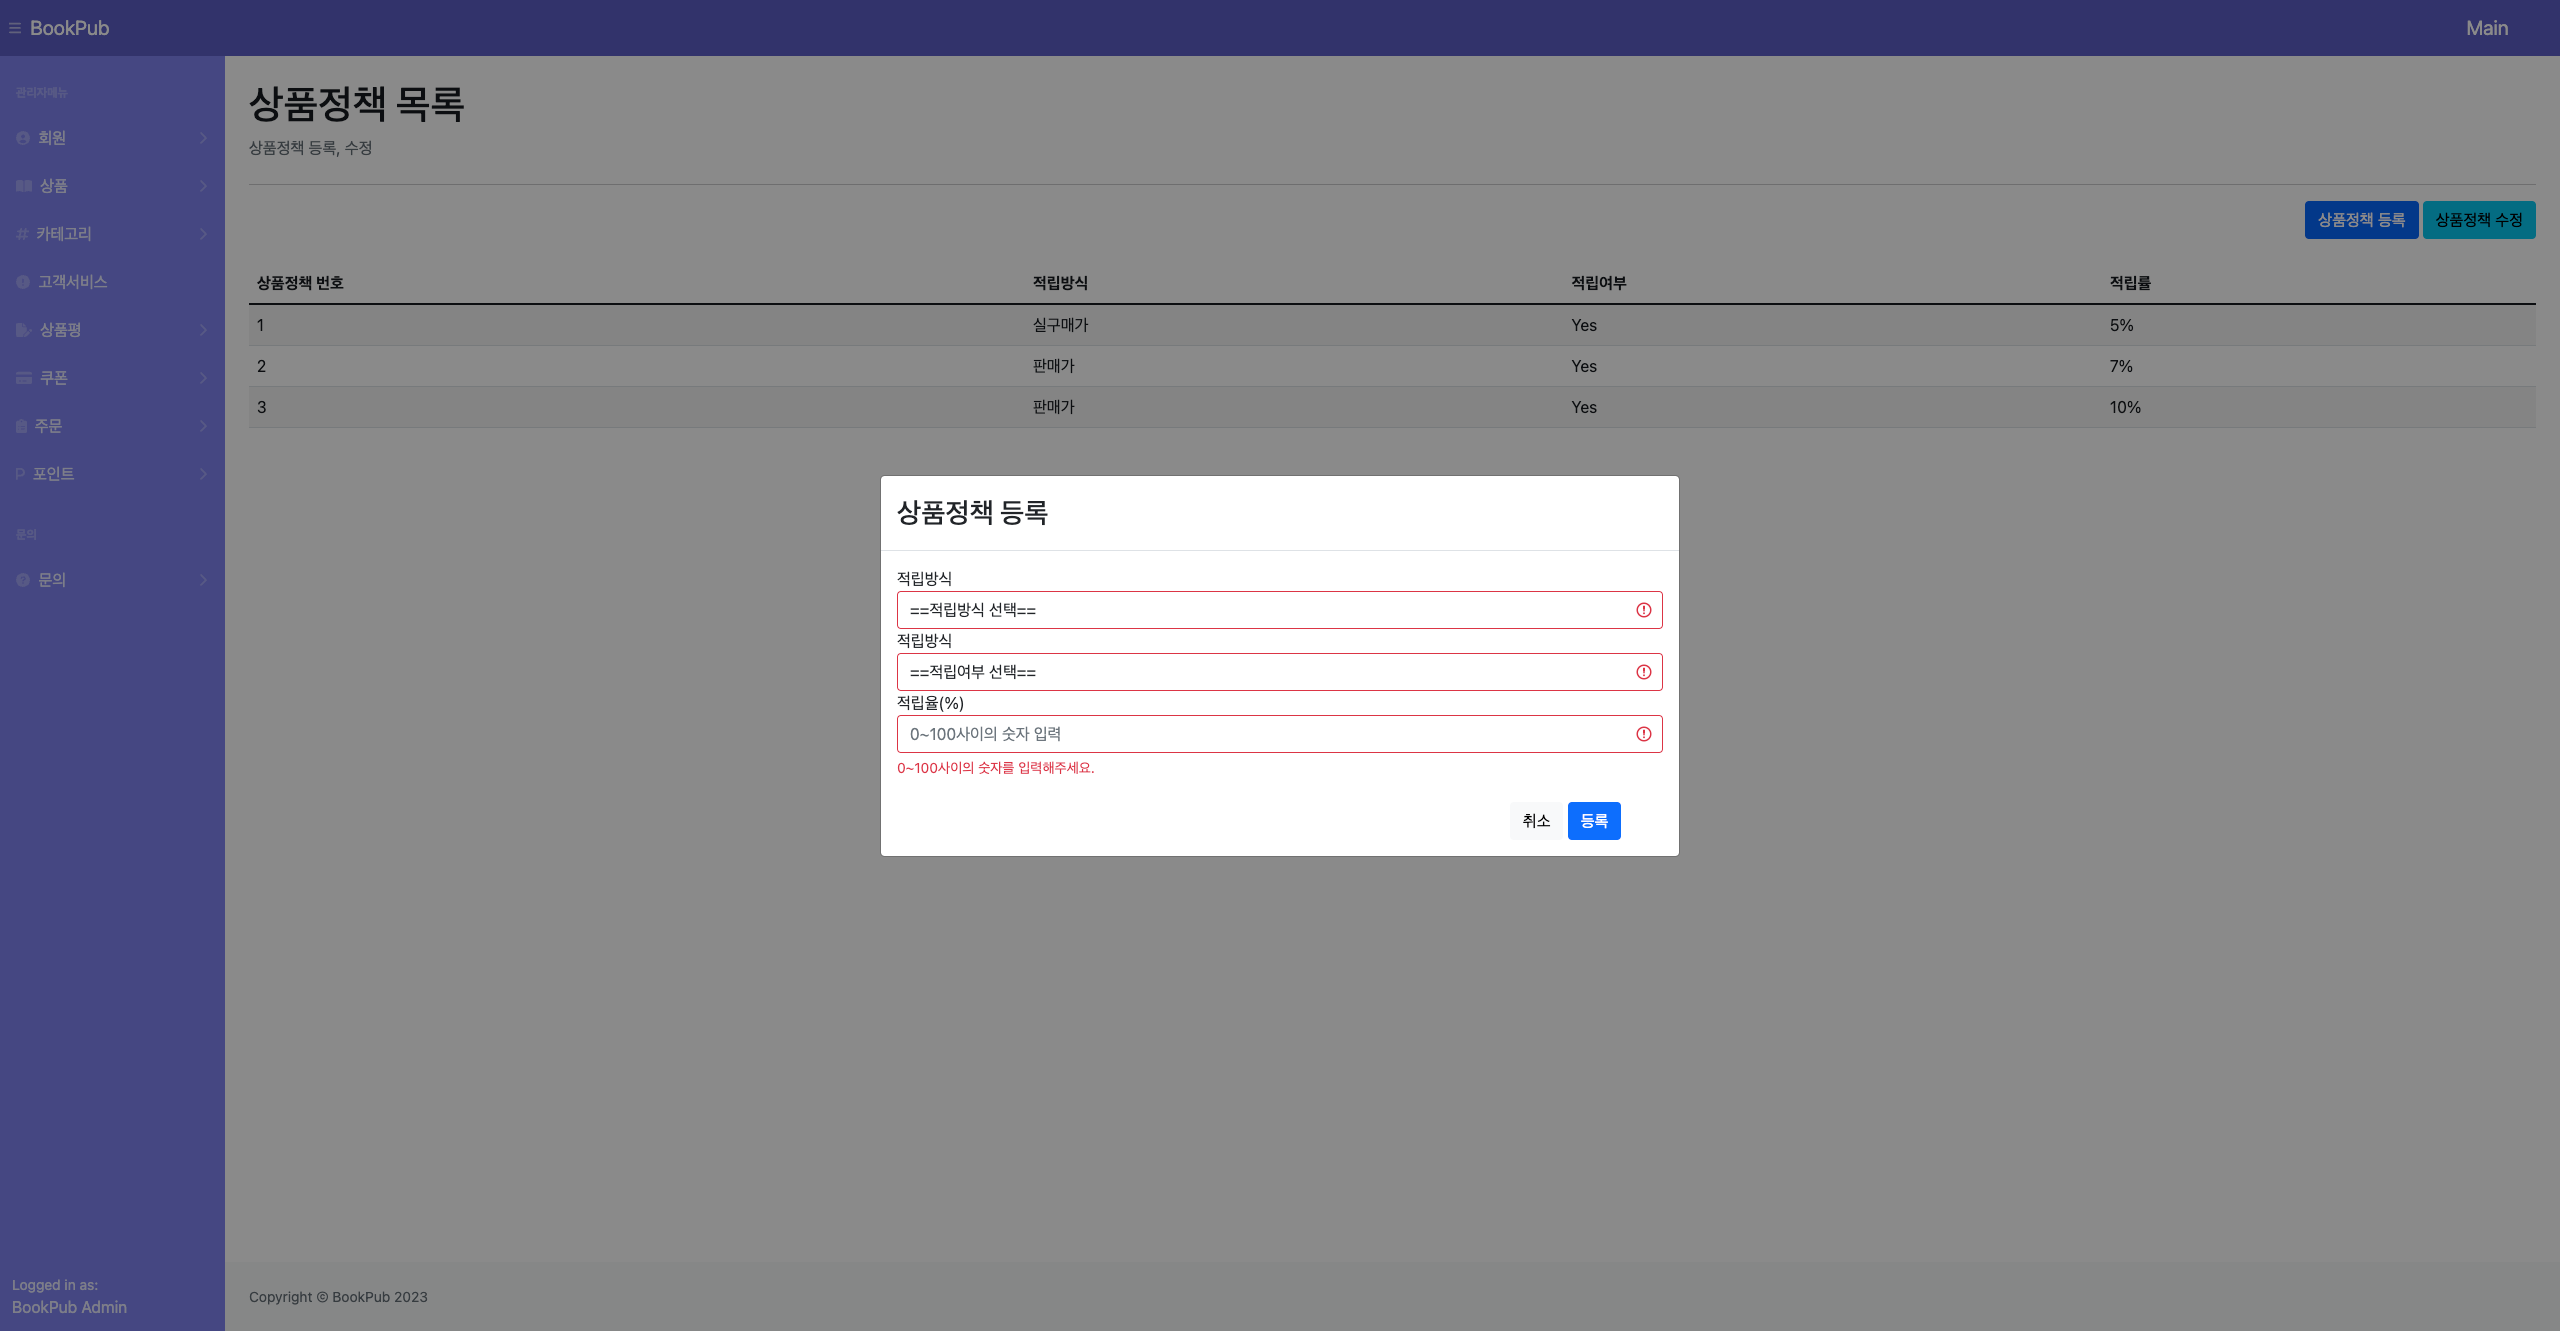 BookPub
Main
관리자메뉴
회원
상품
카테고리
고객서비스
상품평
쿠폰
주문
P 포인트
문의
문의
Logged in as:
BookPub Admin
상품정책 목록
상품정책 등록, 수정
상품정책 등록 상품정책 수정
상품정책 번호 적립방식 적립여부 적립률
1 실구매가 Yes 5%
2 판매가 Yes 7%
3 판매가 Yes 10%
상품정책 등록
적립방식
==적립방식 선택==
적립방식
==적립여부 선택==
적립율(%)
0~100사이의 숫자 입력
0~100사이의 숫자를 입력해주세요.
취소 등록
Copyright © BookPub 2023